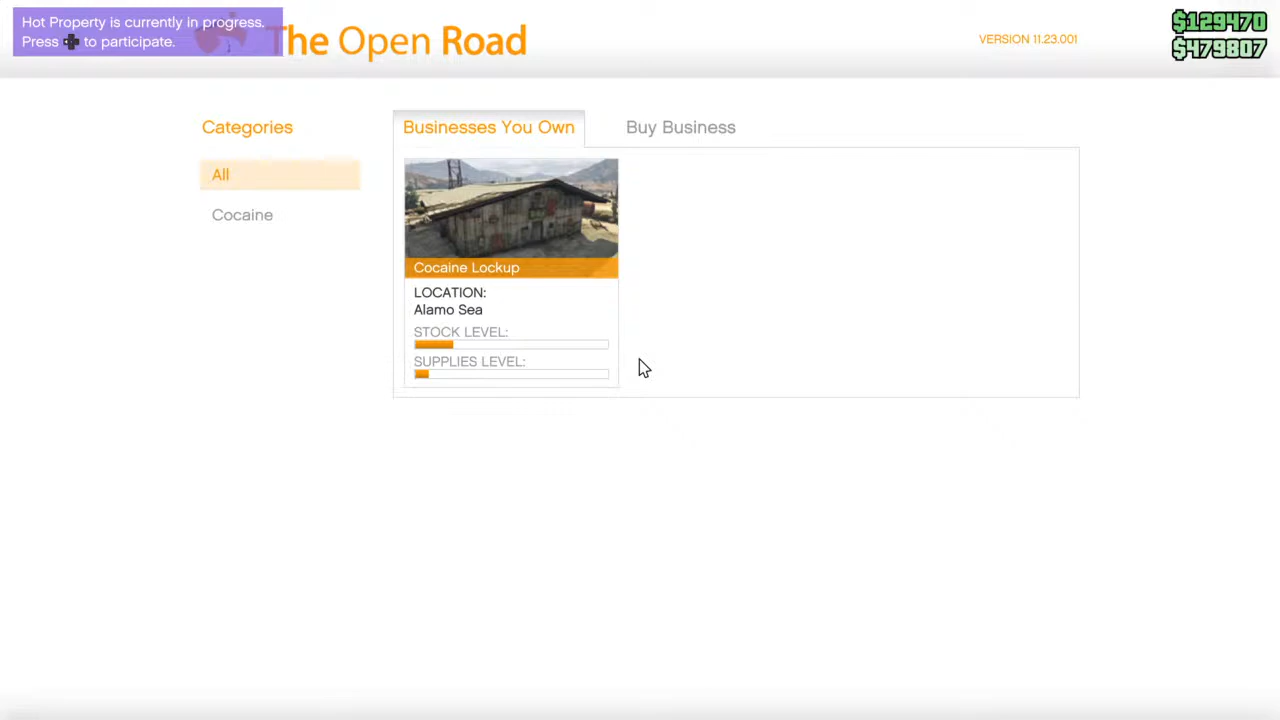 Hot Property is currently in progress.
Press to participate.
The Open Road
VERSION 11.23.001
$129470
$479807
Categories
All
Cocaine
Businesses You Own
Buy Business
Cocaine Lockup
LOCATION:
Alamo Sea
STOCK LEVEL:
SUPPLIES LEVEL: